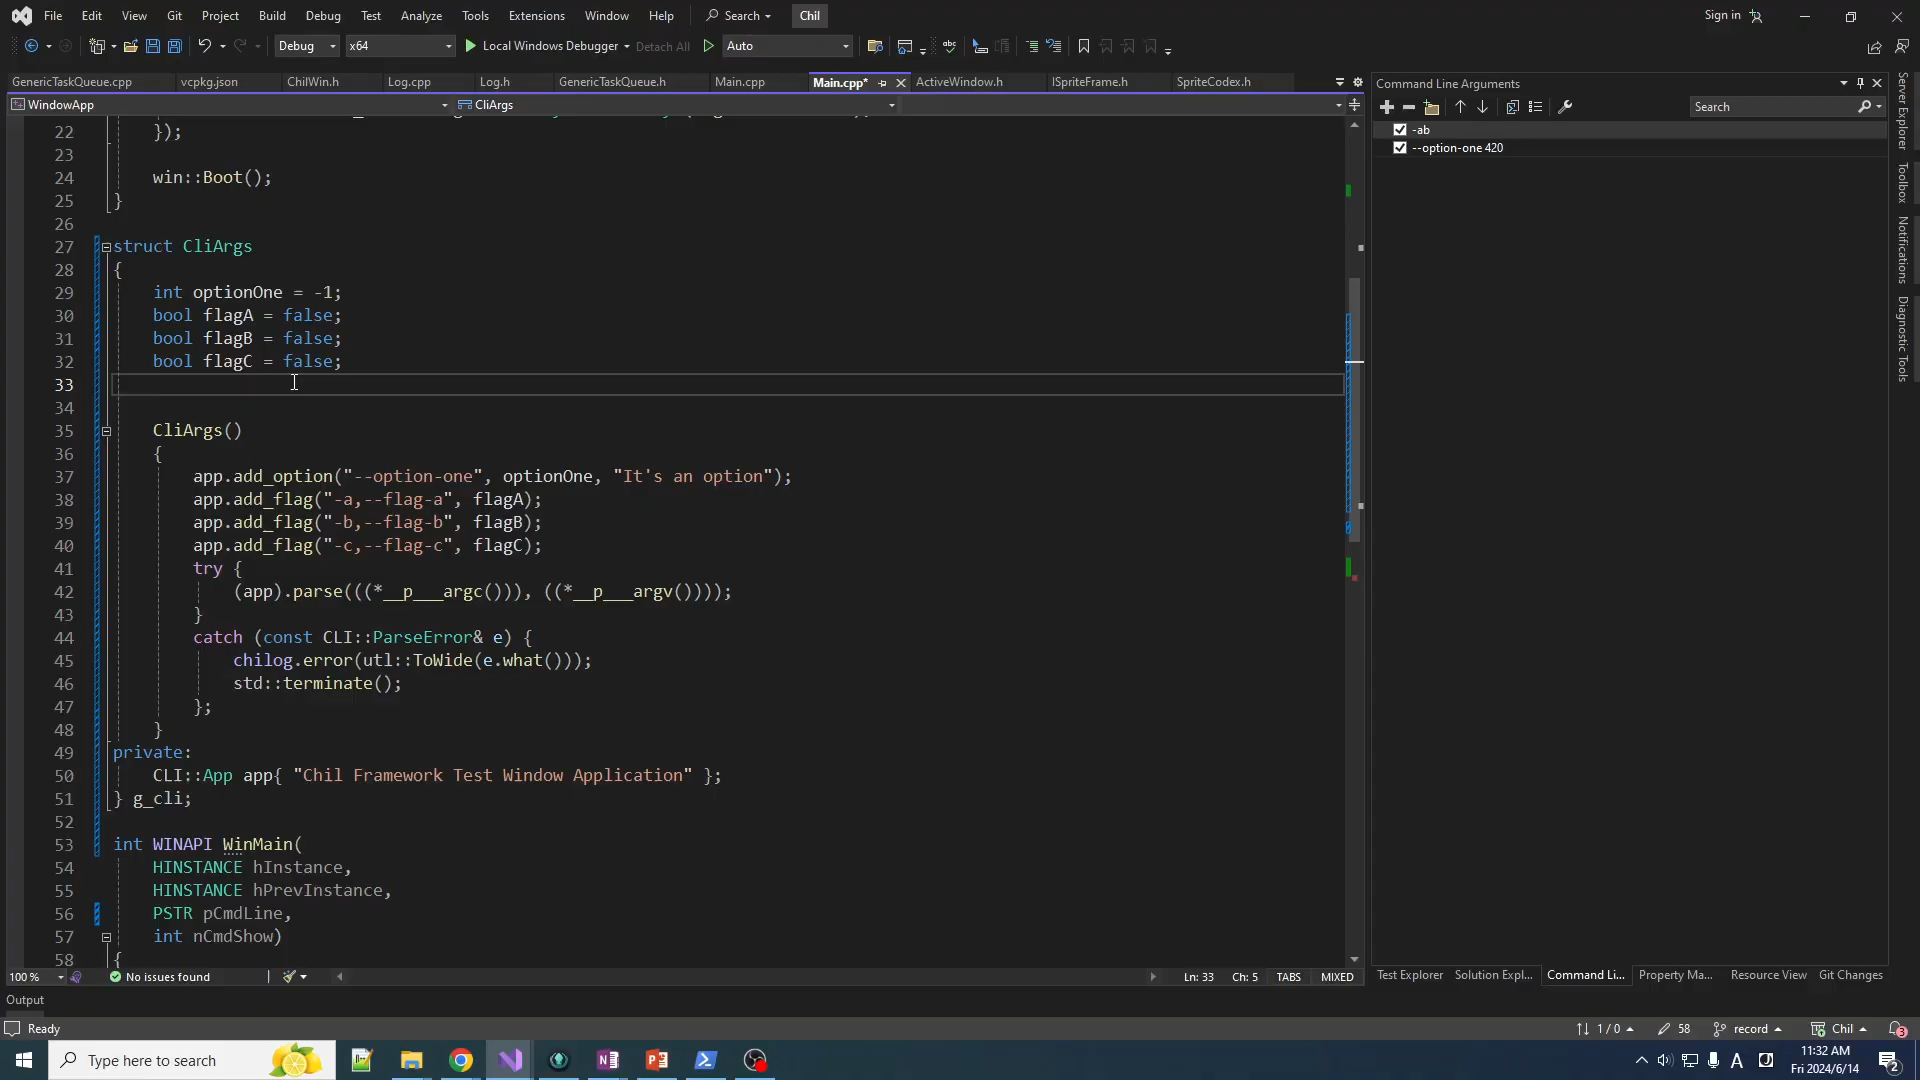 File Edit View Git Project Build Debug Test Analyze Tools Extensions Window Help Search Chil Sign in
Debug x64 Local Windows Debugger Detach All Auto
GenericTaskQueue.cpp vcpkg.json ChilWin.h Log.cpp Log.h GenericTaskQueue.h Main.cpp Main.cpp* ActiveWindow.h ISpriteFrame.h SpriteCodex.h
WindowApp CliArgs
22 });
23
24 win::Boot();
25 }
26
27 struct CliArgs
28 {
29 int optionOne = -1;
30 bool flagA = false;
31 bool flagB = false;
32 bool flagC = false;
33
34
35 CliArgs()
36 {
37 app.add_option("--option-one", optionOne, "It's an option");
38 app.add_flag("-a,--flag-a", flagA);
39 app.add_flag("-b,--flag-b", flagB);
40 app.add_flag("-c,--flag-c", flagC);
41 try {
42 (app).parse(((*__p___argc())), ((*__p___argv())));
43 }
44 catch (const CLI::ParseError& e) {
45 chilog.error(utl::ToWide(e.what()));
46 std::terminate();
47 };
48 }
49 private:
50 CLI::App app{ "Chil Framework Test Window Application" };
51 } g_cli;
52
53 int WINAPI WinMain(
54 HINSTANCE hInstance,
55 HINSTANCE hPrevInstance,
56 PSTR pCmdLine,
57 int nCmdShow)
58 {
100 % No issues found Ln: 33 Ch: 5 TABS MIXED
Command Line Arguments
Search
-ab
--option-one 420
Test Explorer Solution Expl... Command Li... Property Ma... Resource View Git Changes
Server Explorer
Toolbox
Notifications
Diagnostic Tools
Output
Ready 1 / 0 58 record Chil 3
Type here to search A 11:32 AM
Fri 2024/6/14 2